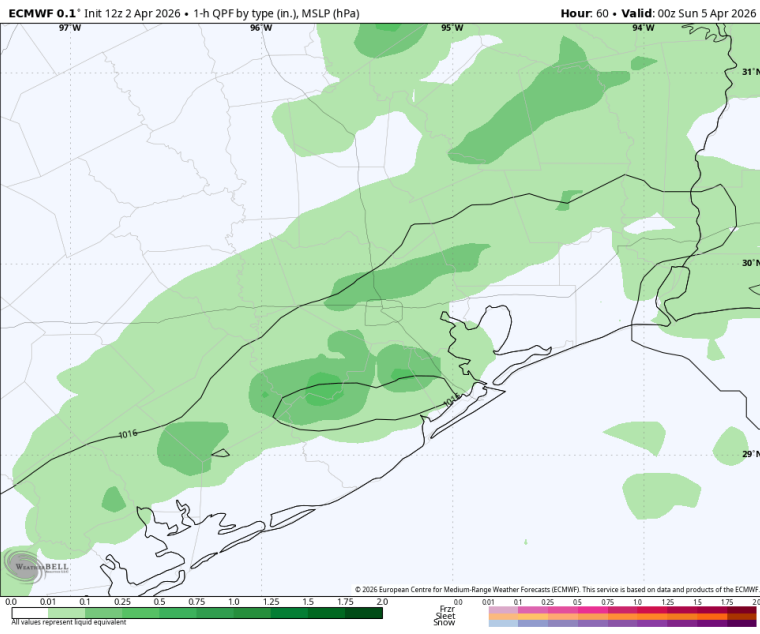 ECMWF 0.1° Init 12z 2 Apr 2026 • 1-h QPF by type (in.), MSLP (hPa)
Hour: 60 • Valid: 00z Sun 5 Apr 2026
97°W 96°W 95°W 94°W
31°N
30°N
1016
1016
29°N
WEATHERBELL
© 2026 European Centre for Medium-Range Weather Forecasts (ECMWF). This service is based on data and products of the ECMWF.
0.0 0.01 0.1 0.25 0.5 0.75 1.0 1.25 1.5 1.75 2.0
All values represent liquid equivalent
0.0 0.01 0.1 0.25 0.50 0.75 1.00 1.25 1.5 1.75 2.0
Frzr
Sleet
Snow